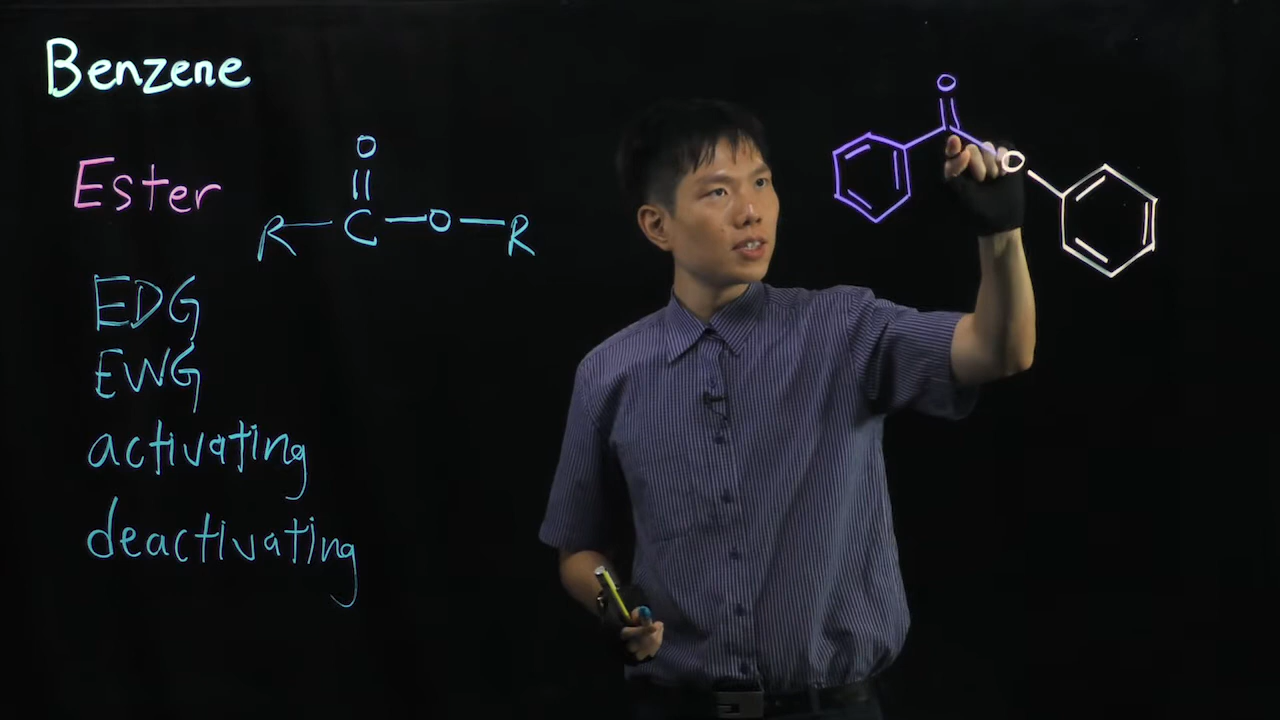 Benzene
Ester
O
R—C—O—R
EDG
EWG
activating
deactivating
O
O